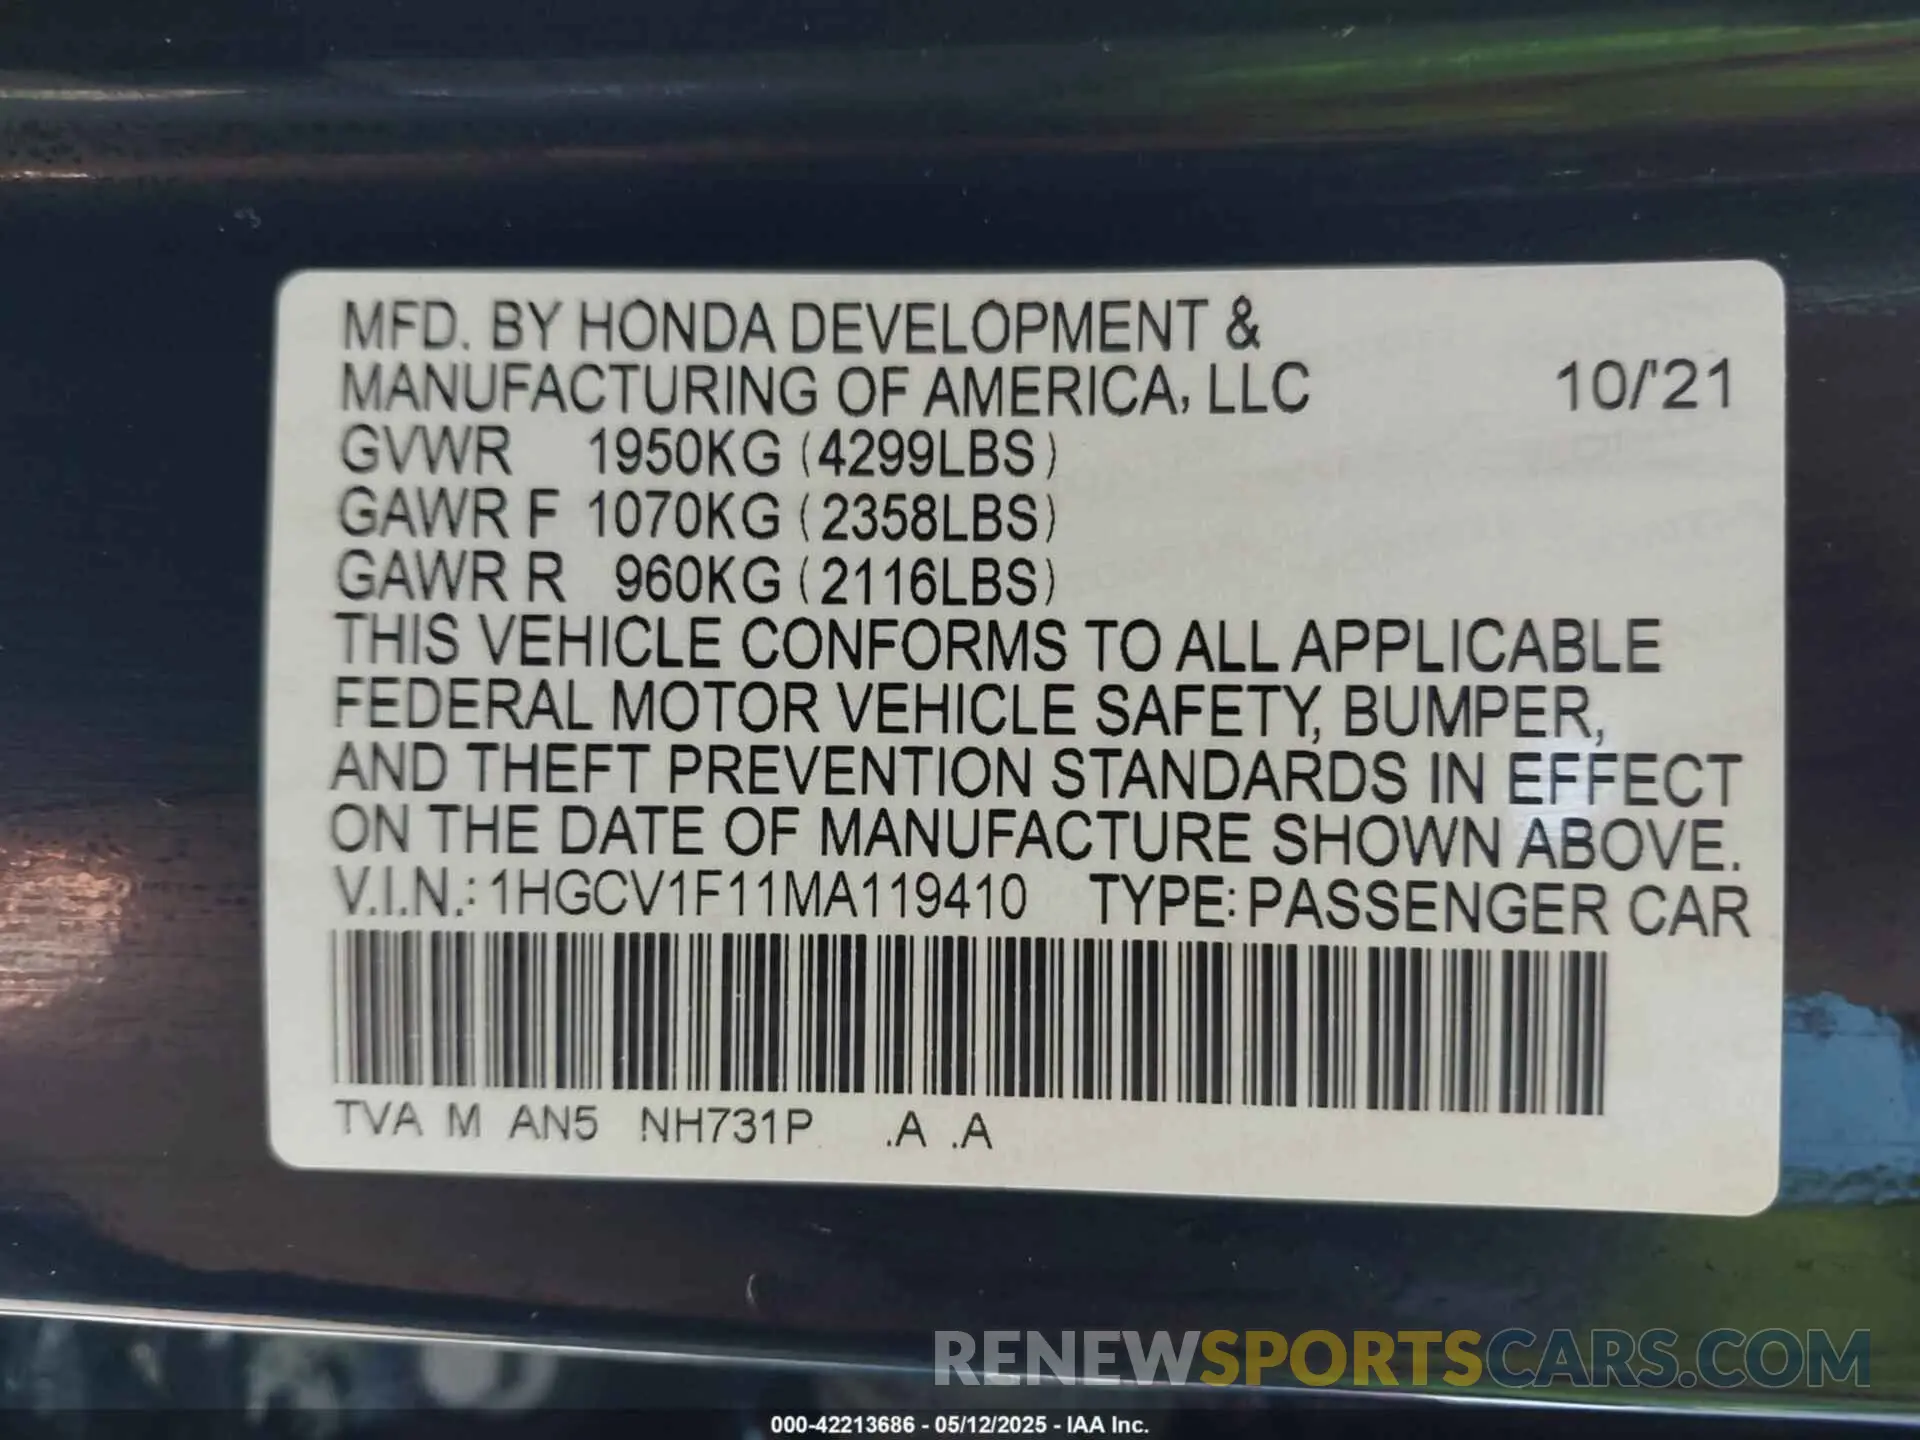 MFD. BY HONDA DEVELOPMENT &
MANUFACTURING OF AMERICA, LLC 10/'21
GVWR 1950KG (4299LBS)
GAWR F 1070KG (2358LBS)
GAWR R 960KG (2116LBS)
THIS VEHICLE CONFORMS TO ALL APPLICABLE
FEDERAL MOTOR VEHICLE SAFETY, BUMPER,
AND THEFT PREVENTION STANDARDS IN EFFECT
ON THE DATE OF MANUFACTURE SHOWN ABOVE.
V.I.N.: 1HGCV1F11MA119410 TYPE: PASSENGER CAR
TVA M AN5 NH731P .A .A
RENEWSPORTSCARS.COM
000-42213686 - 05/12/2025 - IAA Inc.